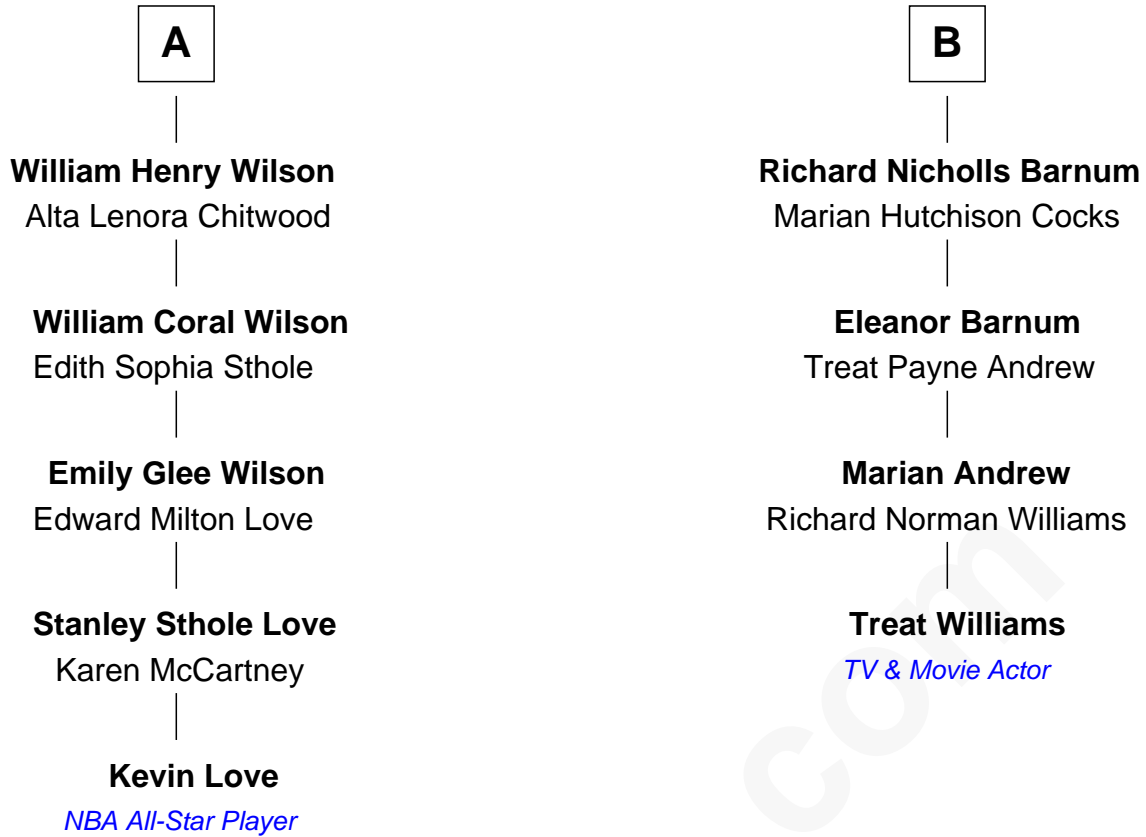 A
William Henry Wilson
Alta Lenora Chitwood
William Coral Wilson
Edith Sophia Sthole
Emily Glee Wilson
Edward Milton Love
Stanley Sthole Love
Karen McCartney
Kevin Love
NBA All-Star Player
B
Richard Nicholls Barnum
Marian Hutchison Cocks
Eleanor Barnum
Treat Payne Andrew
Marian Andrew
Richard Norman Williams
Treat Williams
TV & Movie Actor
com